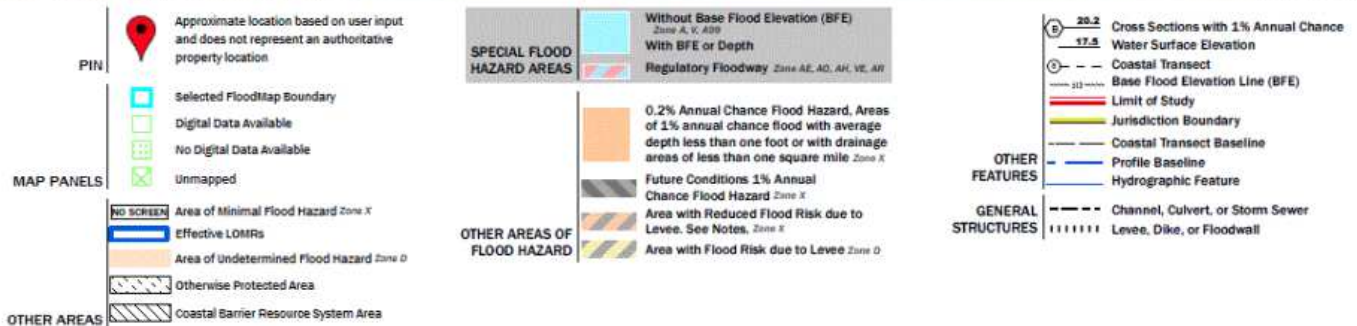 PIN
Approximate location based on user input
and does not represent an authoritative
property location
MAP PANELS
Selected FloodMap Boundary
Digital Data Available
No Digital Data Available
Unmapped
OTHER AREAS
NO SCREEN Area of Minimal Flood Hazard Zone X
Effective LOMRs
Area of Undetermined Flood Hazard Zone D
Otherwise Protected Area
Coastal Barrier Resource System Area
SPECIAL FLOOD
HAZARD AREAS
Without Base Flood Elevation (BFE)
Zone A, V, A99
With BFE or Depth
Regulatory Floodway Zone AE, AO, AH, VE, AR
OTHER AREAS OF
FLOOD HAZARD
0.2% Annual Chance Flood Hazard, Areas
of 1% annual chance flood with average
depth less than one foot or with drainage
areas of less than one square mile Zone X
Future Conditions 1% Annual
Chance Flood Hazard Zone X
Area with Reduced Flood Risk due to
Levee. See Notes. Zone X
Area with Flood Risk due to Levee Zone D
OTHER
FEATURES
B 20.2 Cross Sections with 1% Annual Chance
17.5 Water Surface Elevation
8 Coastal Transect
513 Base Flood Elevation Line (BFE)
Limit of Study
Jurisdiction Boundary
Coastal Transect Baseline
Profile Baseline
Hydrographic Feature
GENERAL
STRUCTURES
Channel, Culvert, or Storm Sewer
Levee, Dike, or Floodwall